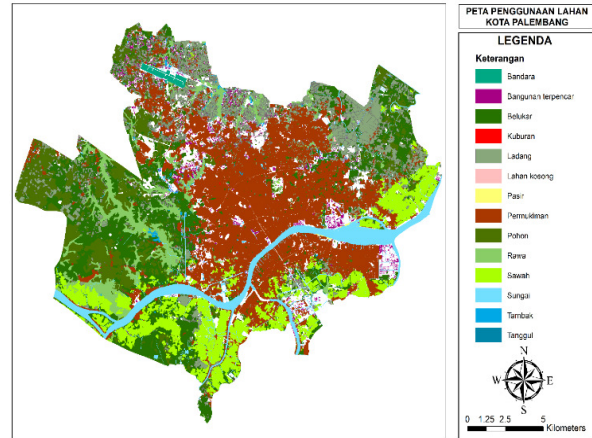 PETA PENGGUNAAN LAHAN
KOTA PALEMBANG
LEGENDA
Keterangan
Bandara
Bangunan terpencar
Belukar
Kuburan
Ladang
Lahan kosong
Pasir
Permukiman
Pohon
Rawa
Sawah
Sungai
Tambak
Tanggul
N
W E
S
0 1.25 2.5 5
Kilometers